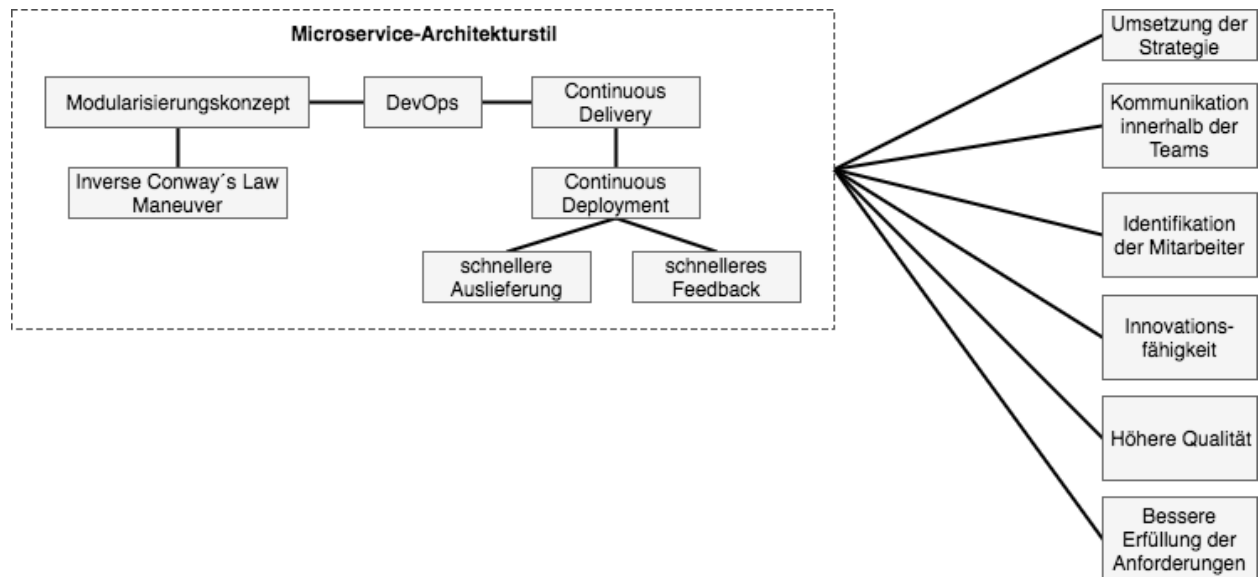 Microservice-Architekturstil
Modularisierungskonzept
DevOps
Continuous
Delivery
Inverse Conway´s Law
Maneuver
Continuous
Deployment
schnellere
Auslieferung
schnelleres
Feedback
Umsetzung der
Strategie
Kommunikation
innerhalb der
Teams
Identifikation
der Mitarbeiter
Innovations-
fähigkeit
Höhere Qualität
Bessere
Erfüllung der
Anforderungen